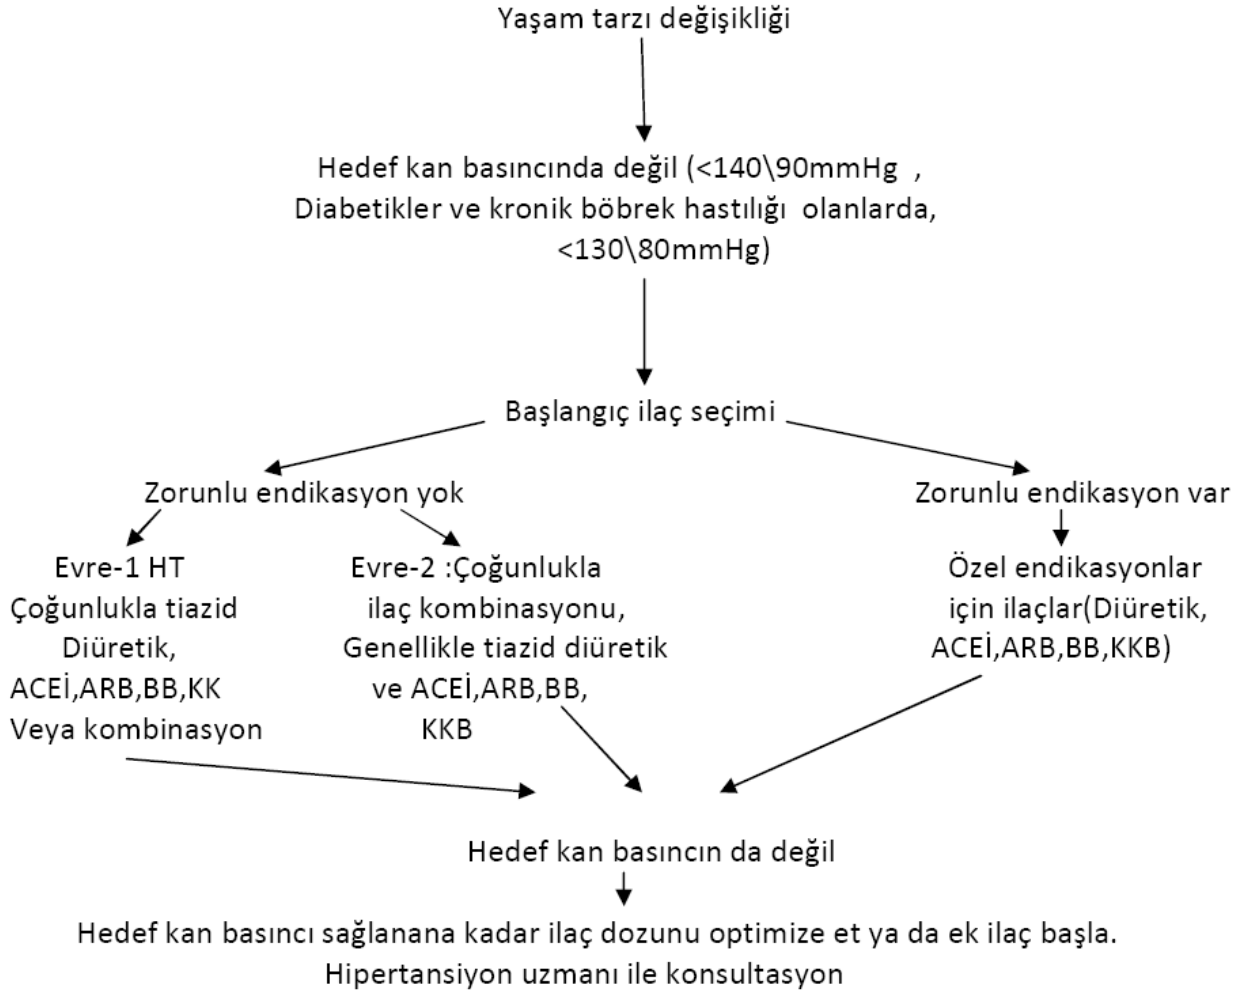 Yaşam tarzı değişikliği
Hedef kan basıncında değil (<140\90mmHg ,
Diabetikler ve kronik böbrek hastılığı olanlarda,
<130\80mmHg)
Başlangıç ilaç seçimi
Zorunlu endikasyon yok
Zorunlu endikasyon var
Evre-1 HT
Çoğunlukla tiazid
Diüretik,
ACEİ,ARB,BB,KK
Veya kombinasyon
Evre-2 :Çoğunlukla
ilaç kombinasyonu,
Genellikle tiazid diüretik
ve ACEİ,ARB,BB,
KKB
Özel endikasyonlar
için ilaçlar(Diüretik,
ACEİ,ARB,BB,KKB)
Hedef kan basıncın da değil
Hedef kan basıncı sağlanana kadar ilaç dozunu optimize et ya da ek ilaç başla.
Hipertansiyon uzmanı ile konsultasyon